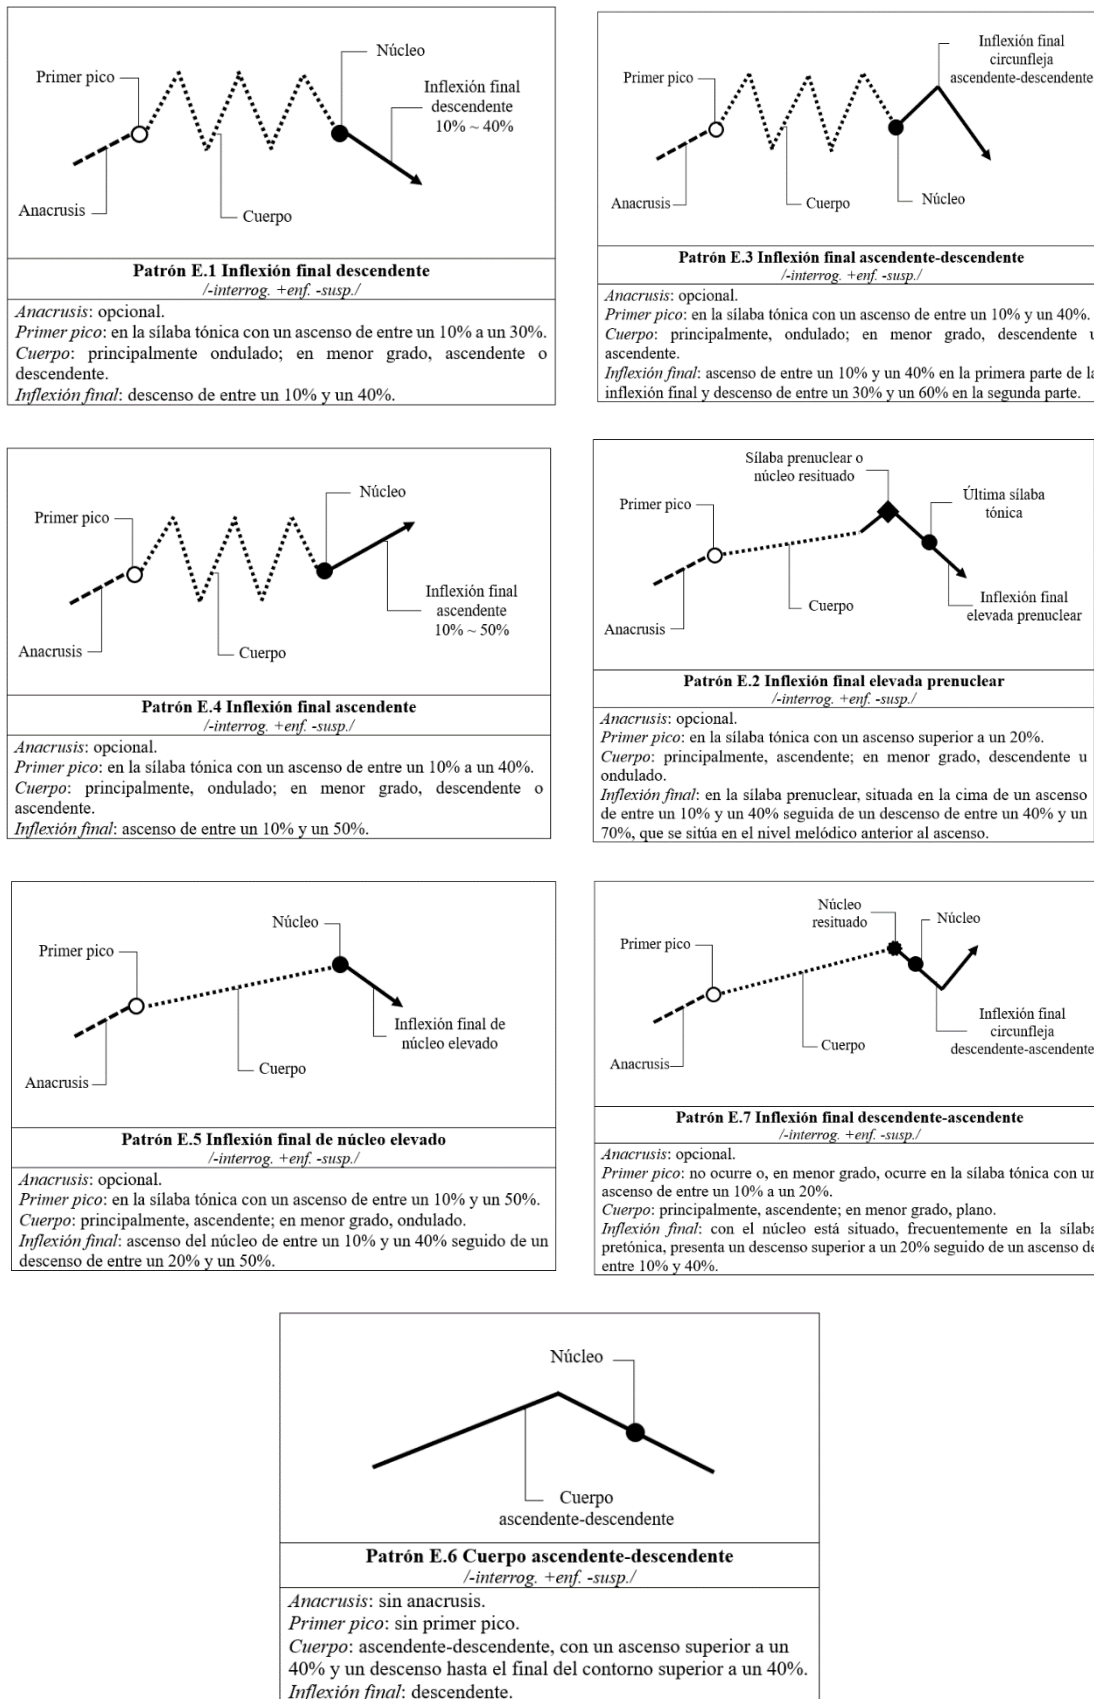 Núcleo
Primer pico
Inflexión final
descendente
10% ~ 40%
Anacrusis
Cuerpo
Patrón E.1 Inflexión final descendente
/-interrog. +enf. -susp./
Anacrusis: opcional.
Primer pico: en la sílaba tónica con un ascenso de entre un 10% a un 30%.
Cuerpo: principalmente ondulado; en menor grado, ascendente o
descendente.
Inflexión final: descenso de entre un 10% y un 40%.
Inflexión final
circunfleja
ascendente-descendente
Primer pico
Anacrusis
Cuerpo
Núcleo
Patrón E.3 Inflexión final ascendente-descendente
/-interrog. +enf. -susp./
Anacrusis: opcional.
Primer pico: en la sílaba tónica con un ascenso de entre un 10% y un 40%.
Cuerpo: principalmente, ondulado; en menor grado, descendente u
ascendente.
Inflexión final: ascenso de entre un 10% y un 40% en la primera parte de la
inflexión final y descenso de entre un 30% y un 60% en la segunda parte.
Núcleo
Primer pico
Inflexión final
ascendente
10% ~ 50%
Anacrusis
Cuerpo
Patrón E.4 Inflexión final ascendente
/-interrog. +enf. -susp./
Anacrusis: opcional.
Primer pico: en la sílaba tónica con un ascenso de entre un 10% a un 40%.
Cuerpo: principalmente, ondulado; en menor grado, descendente o
ascendente.
Inflexión final: ascenso de entre un 10% y un 50%.
Sílaba prenuclear o
núcleo resituado
Primer pico
Última sílaba
tónica
Cuerpo
Inflexión final
elevada prenuclear
Anacrusis
Patrón E.2 Inflexión final elevada prenuclear
/-interrog. +enf. -susp./
Anacrusis: opcional.
Primer pico: en la sílaba tónica con un ascenso superior a un 20%.
Cuerpo: principalmente, ascendente; en menor grado, descendente u
ondulado.
Inflexión final: en la sílaba prenuclear, situada en la cima de un ascenso
de entre un 10% y un 40% seguida de un descenso de entre un 40% y un
70%, que se sitúa en el nivel melódico anterior al ascenso.
Núcleo
Primer pico
Inflexión final de
núcleo elevado
Cuerpo
Anacrusis
Patrón E.5 Inflexión final de núcleo elevado
/-interrog. +enf. -susp./
Anacrusis: opcional.
Primer pico: en la sílaba tónica con un ascenso de entre un 10% y un 50%.
Cuerpo: principalmente, ascendente; en menor grado, ondulado.
Inflexión final: ascenso del núcleo de entre un 10% y un 40% seguido de un
descenso de entre un 20% y un 50%.
Núcleo
resituado
Núcleo
Primer pico
Inflexión final
circunfleja
descendente-ascendente
Cuerpo
Anacrusis
Patrón E.7 Inflexión final descendente-ascendente
/-interrog. +enf. -susp./
Anacrusis: opcional.
Primer pico: no ocurre o, en menor grado, ocurre en la sílaba tónica con un
ascenso de entre un 10% a un 20%.
Cuerpo: principalmente, ascendente; en menor grado, plano.
Inflexión final: con el núcleo está situado, frecuentemente en la sílaba
pretónica, presenta un descenso superior a un 20% seguido de un ascenso de
entre 10% y 40%.
Núcleo
Cuerpo
ascendente-descendente
Patrón E.6 Cuerpo ascendente-descendente
/-interrog. +enf. -susp./
Anacrusis: sin anacrusis.
Primer pico: sin primer pico.
Cuerpo: ascendente-descendente, con un ascenso superior a un
40% y un descenso hasta el final del contorno superior a un 40%.
Inflexión final: descendente.